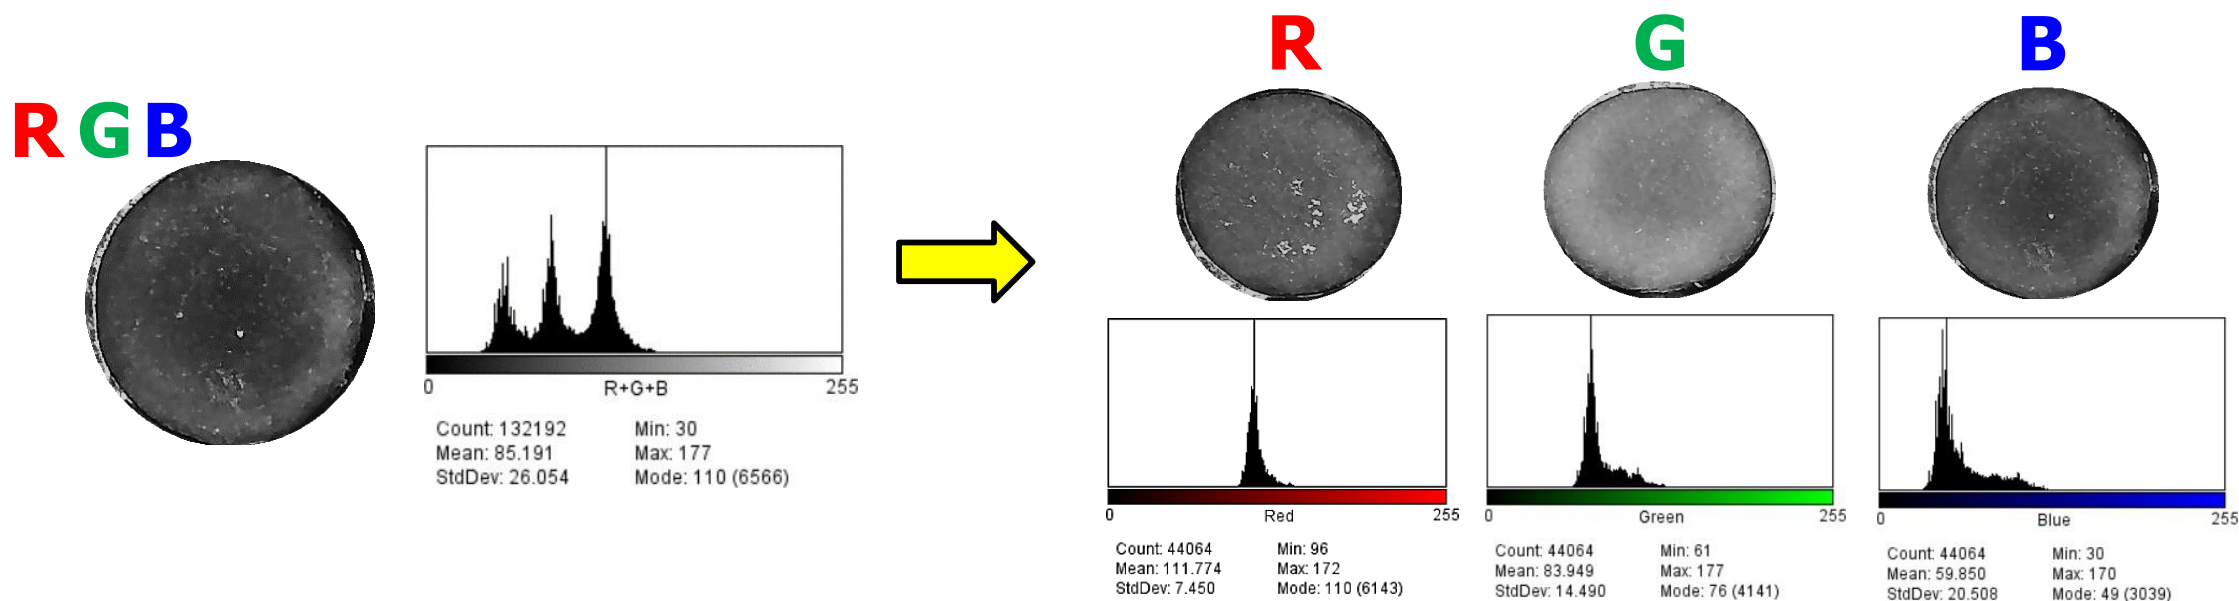 R G B
0 255
R+G+B
Count: 132192 Min: 30
Mean: 85.191 Max: 177
StdDev: 26.054 Mode: 110 (6566)
R
0 255
Red
Count: 44064 Min: 96
Mean: 111.774 Max: 172
StdDev: 7.450 Mode: 110 (6143)
G
0 255
Green
Count: 44064 Min: 61
Mean: 83.949 Max: 177
StdDev: 14.490 Mode: 76 (4141)
B
0 255
Blue
Count: 44064 Min: 30
Mean: 59.850 Max: 170
StdDev: 20.508 Mode: 49 (3039)